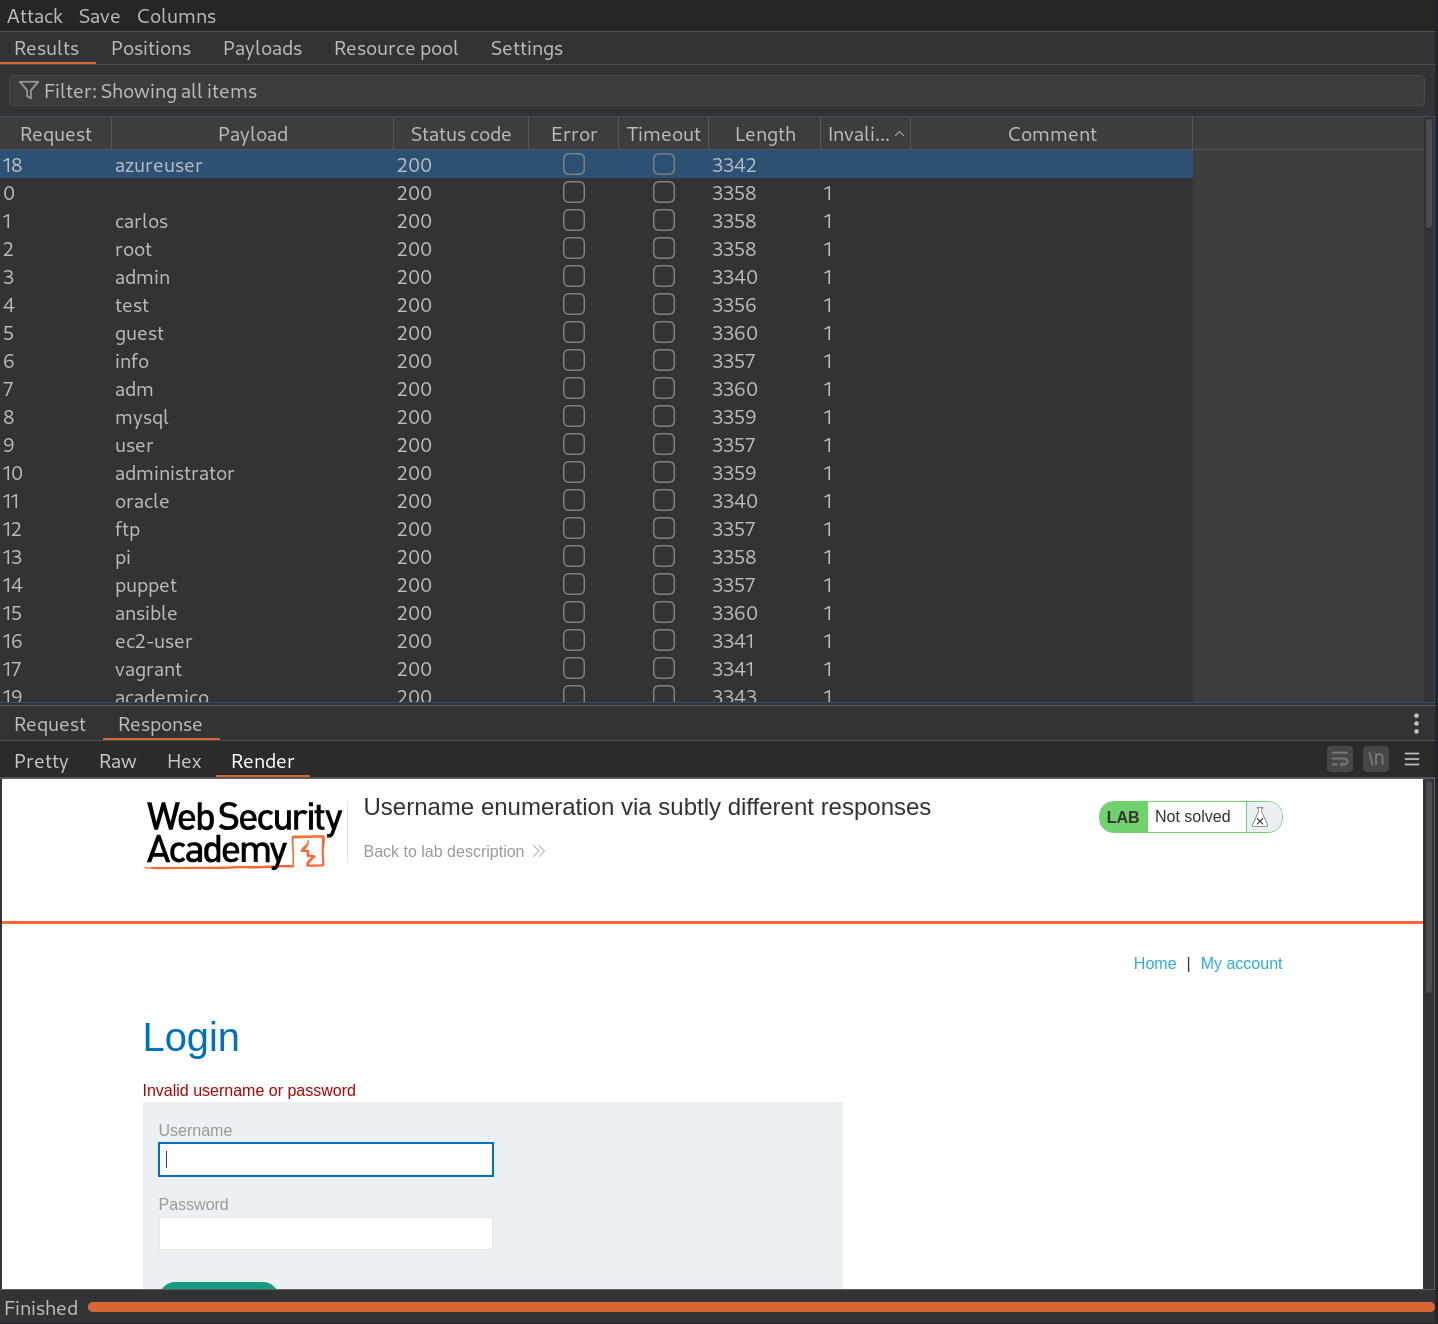 Attack Save Columns
Results Positions Payloads Resource pool Settings
Filter: Showing all items
Request Payload Status code Error Timeout Length Invali... Comment
18 azureuser 200 3342
0 200 3358 1
1 carlos 200 3358 1
2 root 200 3358 1
3 admin 200 3340 1
4 test 200 3356 1
5 guest 200 3360 1
6 info 200 3357 1
7 adm 200 3360 1
8 mysql 200 3359 1
9 user 200 3357 1
10 administrator 200 3359 1
11 oracle 200 3340 1
12 ftp 200 3357 1
13 pi 200 3358 1
14 puppet 200 3357 1
15 ansible 200 3360 1
16 ec2-user 200 3341 1
17 vagrant 200 3341 1
19 academico 200 3343 1
Request Response
Pretty Raw Hex Render \n
Web Security Academy
Username enumeration via subtly different responses
Back to lab description
LAB Not solved
Home | My account
Login
Invalid username or password
Username
Password
Finished